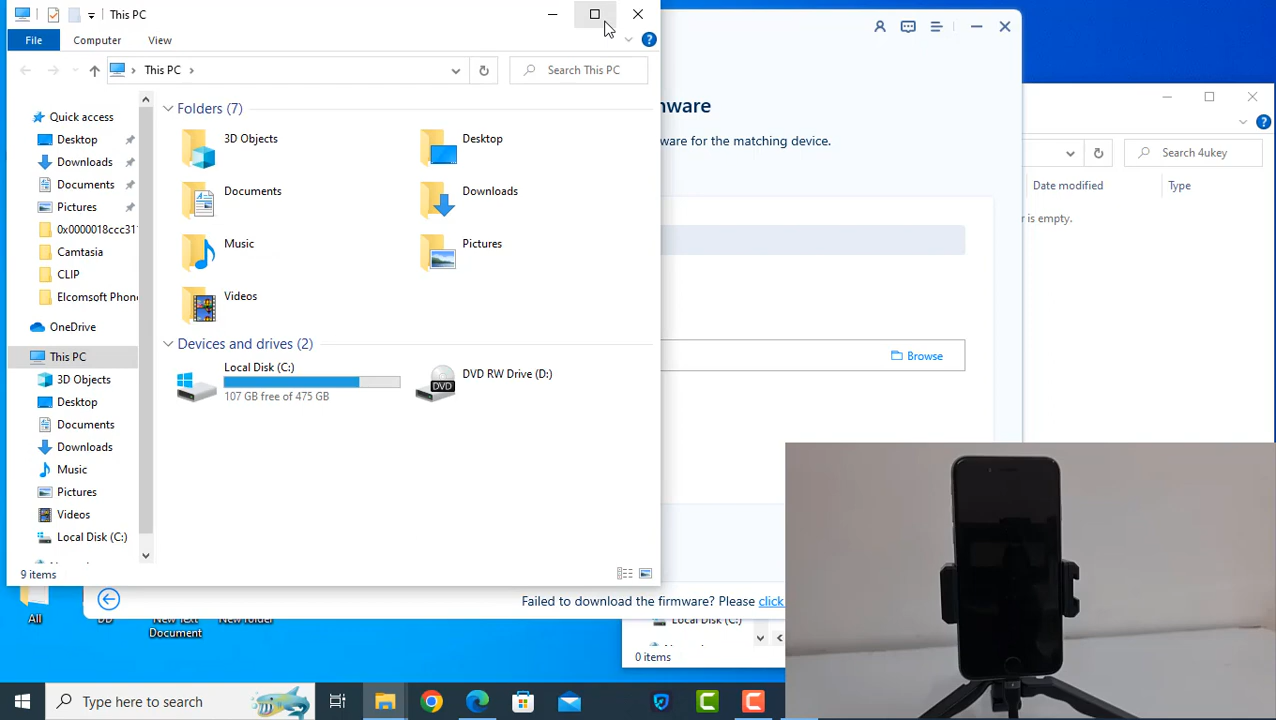 This PC
File
Computer
View
This PC
Search This PC
Quick access
Desktop
Downloads
Documents
Pictures
0x0000018ccc31
Camtasia
CLIP
Elcomsoft Phon
OneDrive
This PC
3D Objects
Desktop
Documents
Downloads
Music
Pictures
Videos
Local Disk (C:)
Folders (7)
3D Objects
Desktop
Documents
Downloads
Music
Pictures
Videos
Devices and drives (2)
Local Disk (C:)
107 GB free of 475 GB
DVD
DVD RW Drive (D:)
9 items
mware
ware for the matching device.
Browse
Failed to download the firmware? Please click
Search 4ukey
Date modified
Type
r is empty.
0 items
All
DD
New Text
Document
New folder
Type here to search